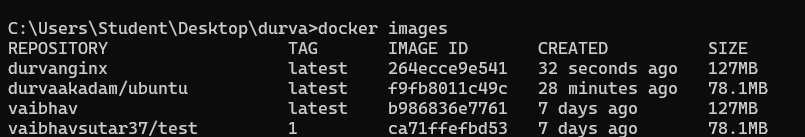 C:\Users\Student\Desktop\durva>docker images
REPOSITORY TAG IMAGE ID CREATED SIZE
durvanginx latest 264ecce9e541 32 seconds ago 127MB
durvaakadam/ubuntu latest f9fb8011c49c 28 minutes ago 78.1MB
vaibhav latest b986836e7761 7 days ago 127MB
vaibhavsutar37/test 1 ca71ffefbd53 7 days ago 78.1MB